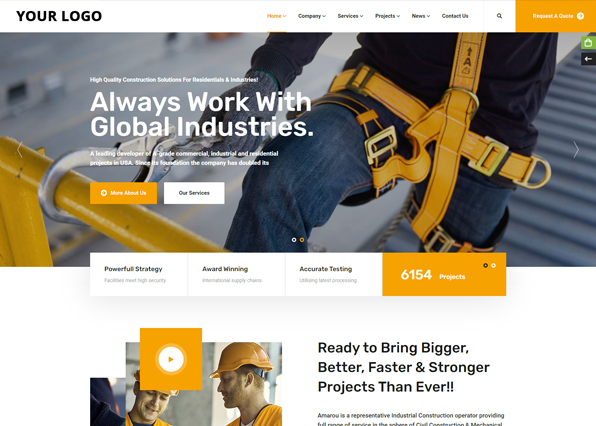 YOUR LOGO
Home
Company
Services
Projects
News
Contact Us
Request A Quote
High Quality Construction Solutions For Residentials & Industries!
Always Work With
Global Industries.
A leading developer of A-grade commercial, industrial and residential
projects in USA. Since its foundation the company has doubled its
More About Us
Our Services
Powerfull Strategy
Facilities meet high security
Award Winning
International supply chains
Accurate Testing
Utilising latest processing
6154 Projects
Ready to Bring Bigger,
Better, Faster & Stronger
Projects Than Ever!!
Amarou is a representative Industrial Construction operator providing
full range of service in the sphere of Civil Construction & Mechanical